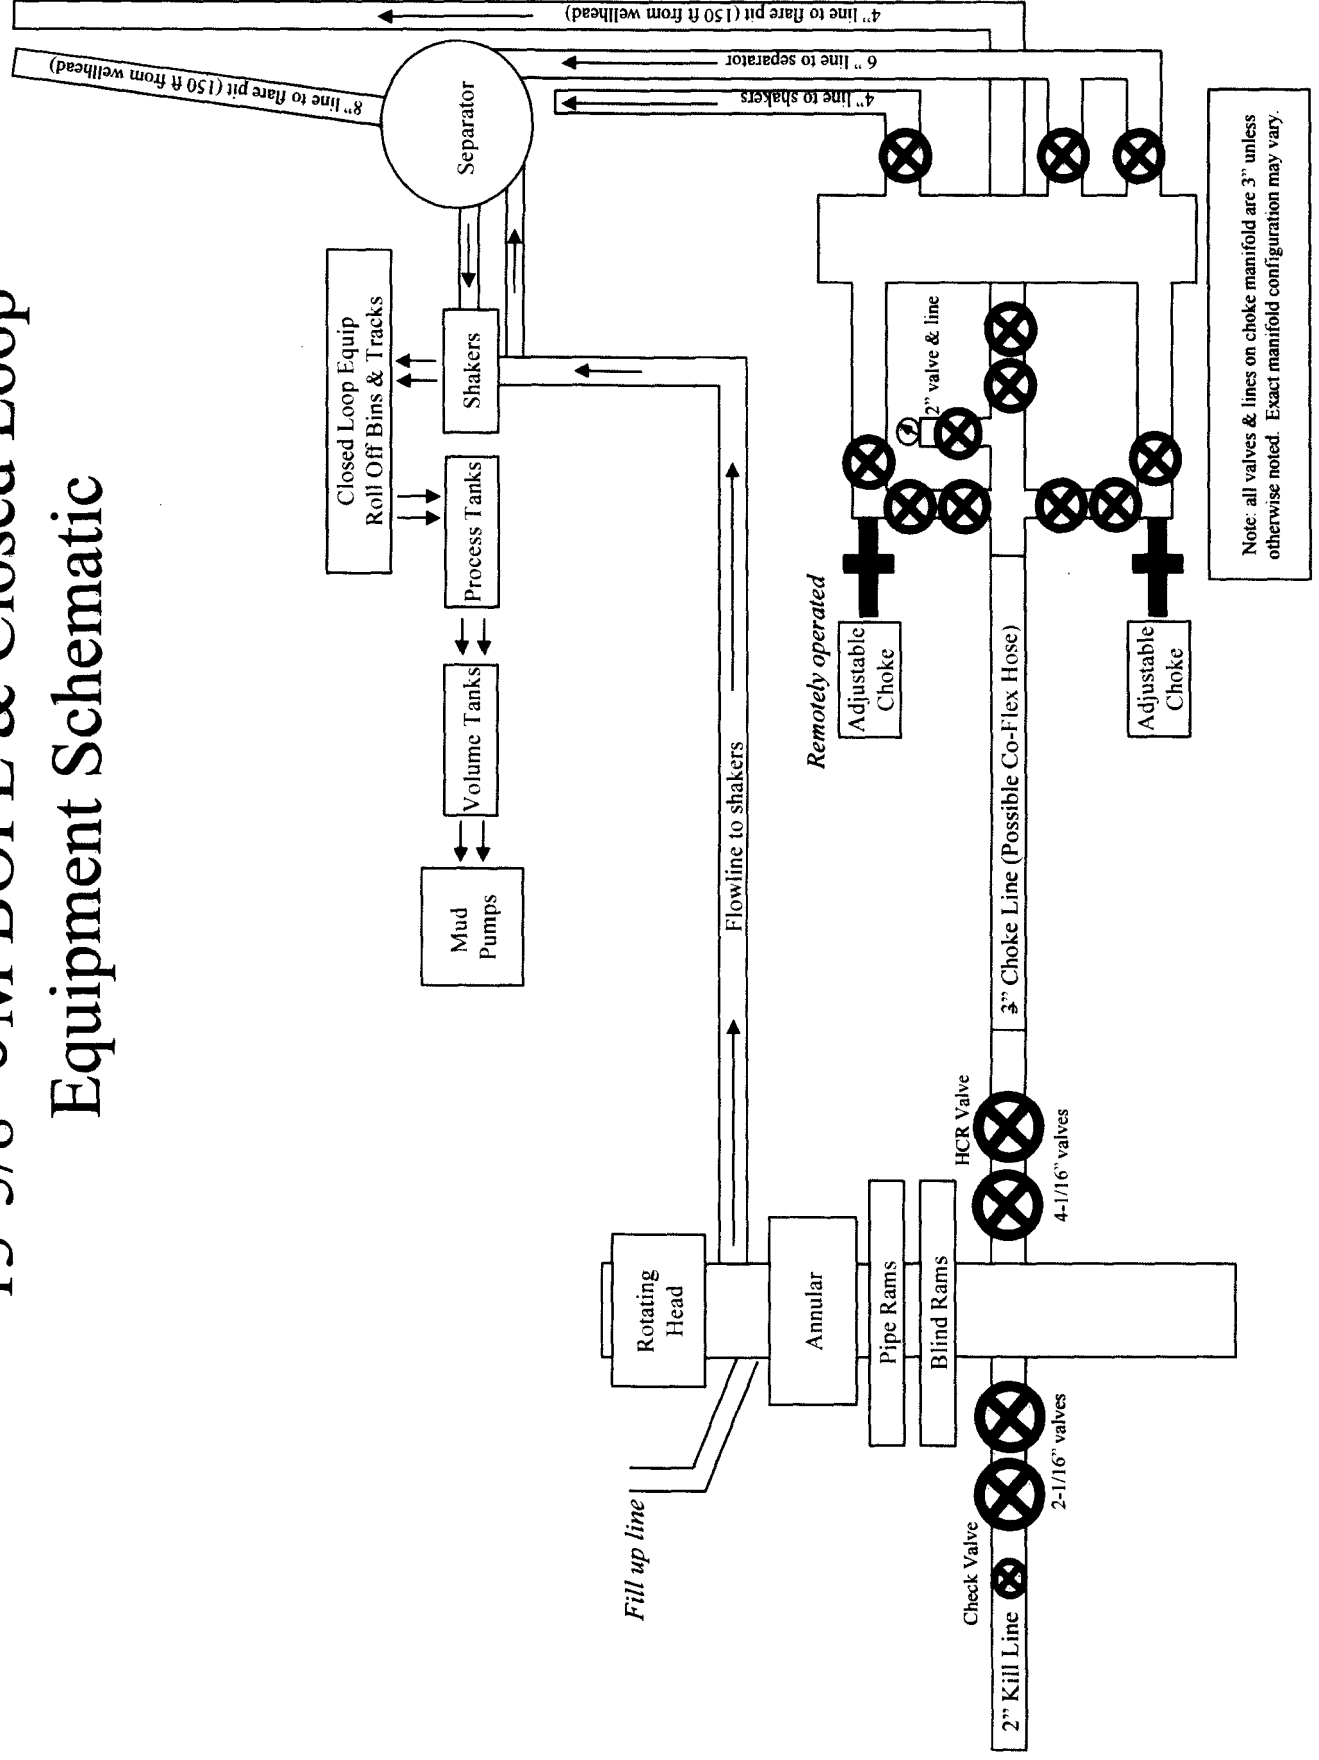 Equipment Schematic
4" line to flare pit (150 ft from wellhead)
8" line to flare pit (150 ft from wellhead)
6" line to separator
4" line to shakers
Separator
Closed Loop Equip
Roll Off Bins & Tracks
Shakers
Process Tanks
Volume Tanks
Mud
Pumps
Flowline to shakers
Rotating
Head
Fill up line
Annular
Pipe Rams
Blind Rams
2" valve & line
Remotely operated
Adjustable
Choke
Adjustable
Choke
3" Choke Line (Possible Co-Flex Hose)
HCR Valve
4-1/16" valves
2-1/16" valves
Check Valve
2" Kill Line
Note: all valves & lines on choke manifold are 3" unless
otherwise noted. Exact manifold configuration may vary.